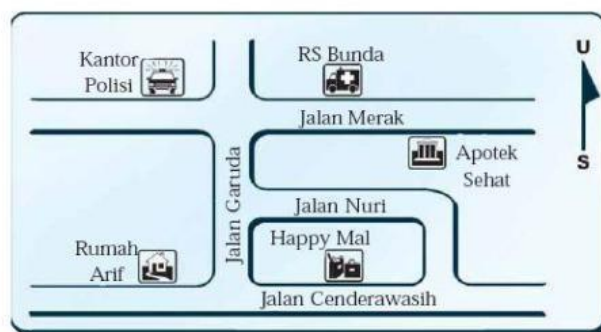 Kantor
Polisi
RS Bunda
U
Jalan Merak
Apotek
Sehat
S
Jalan Garuda
Jalan Nuri
Rumah
Arif
Happy Mal
Jalan Cenderawasih